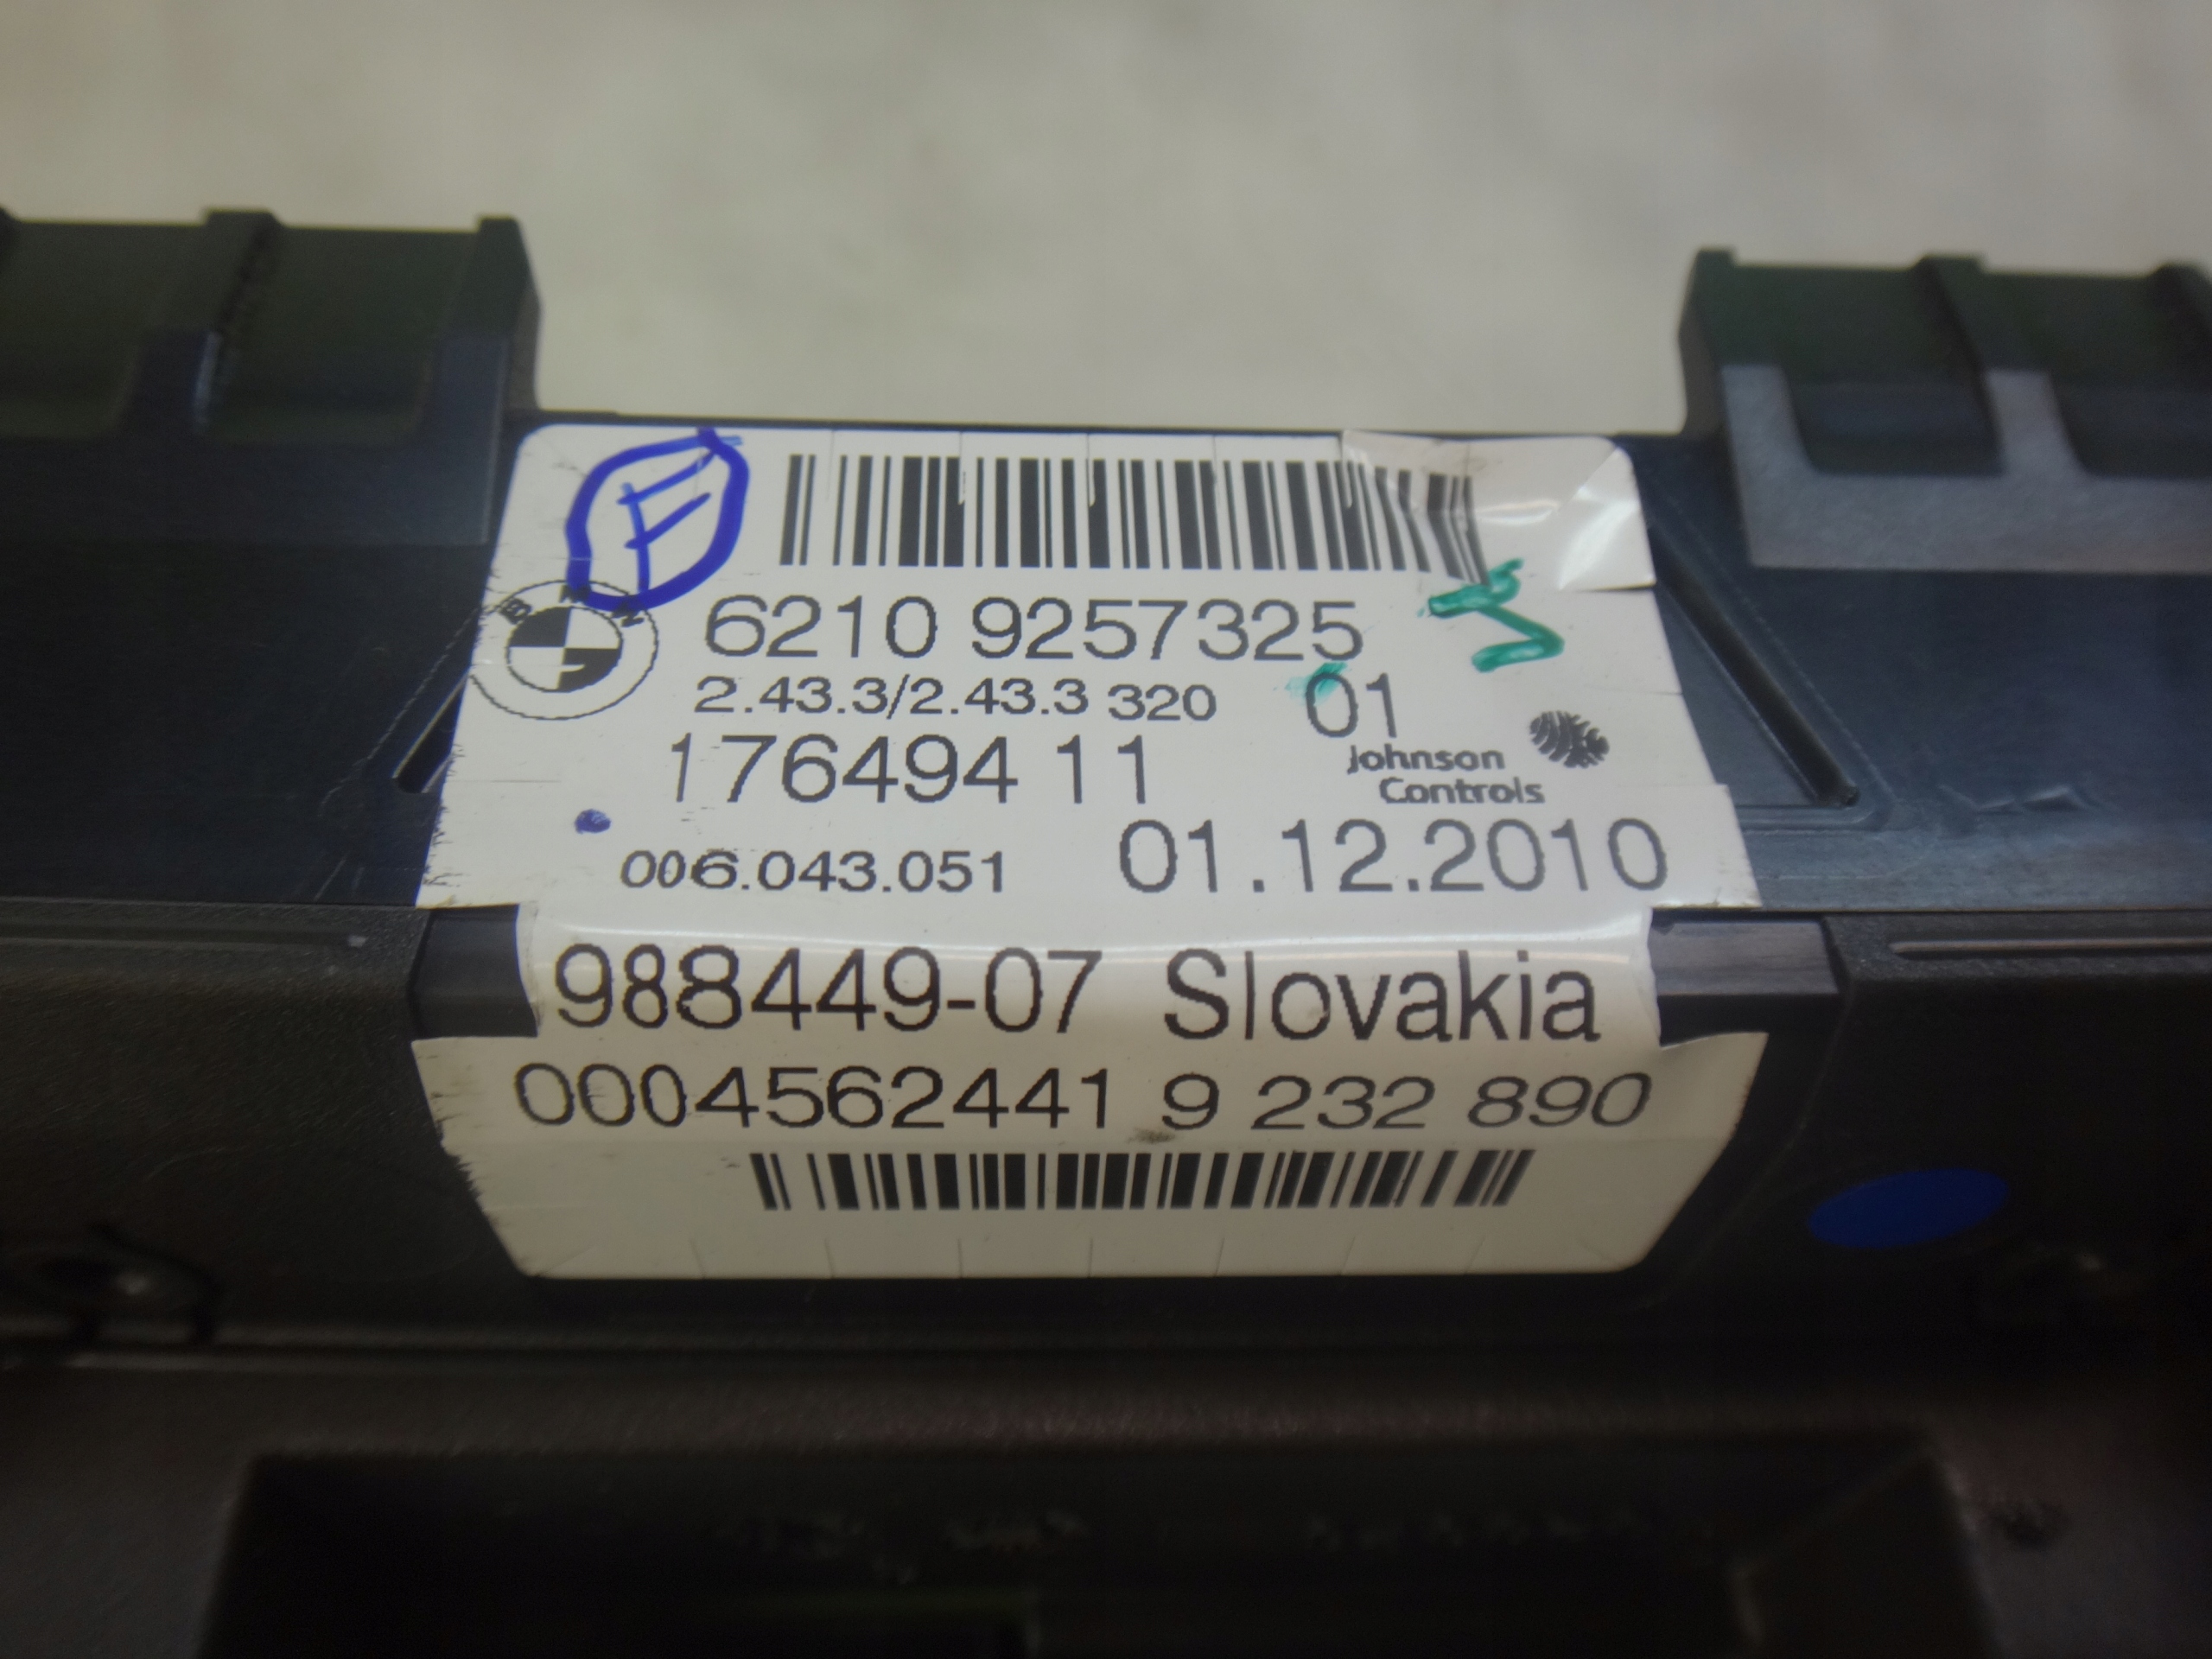 F
BMW
6210 9257325
2.43.3/2.43.3 320 01
176494 11
Johnson
Controls
006.043.051 01.12.2010
988449-07 Slovakia
0004562441 9 232 890